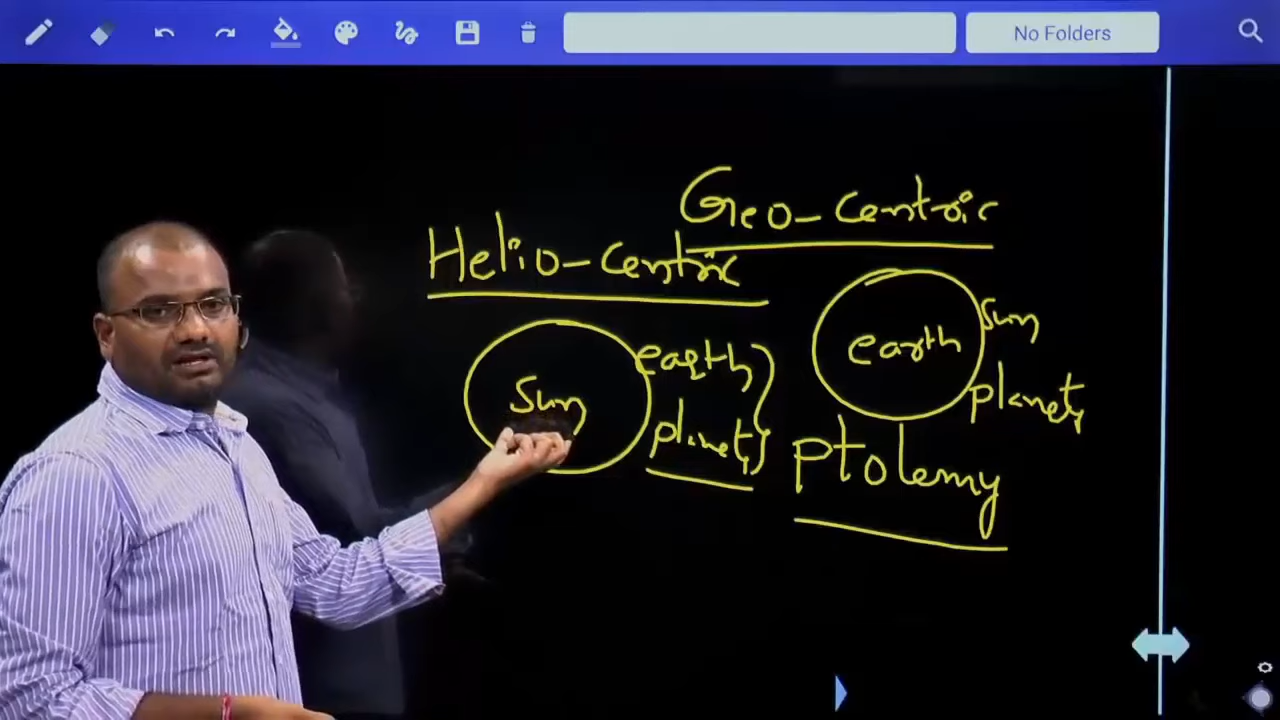 No Folders
Geo-Centric
Helio-Centric
earth
sun
planets
Sun
earth
planets
Ptolemy